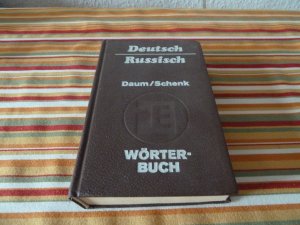 Deutsch
Russisch
Daum/Schenk
WÖRTER-
BUCH